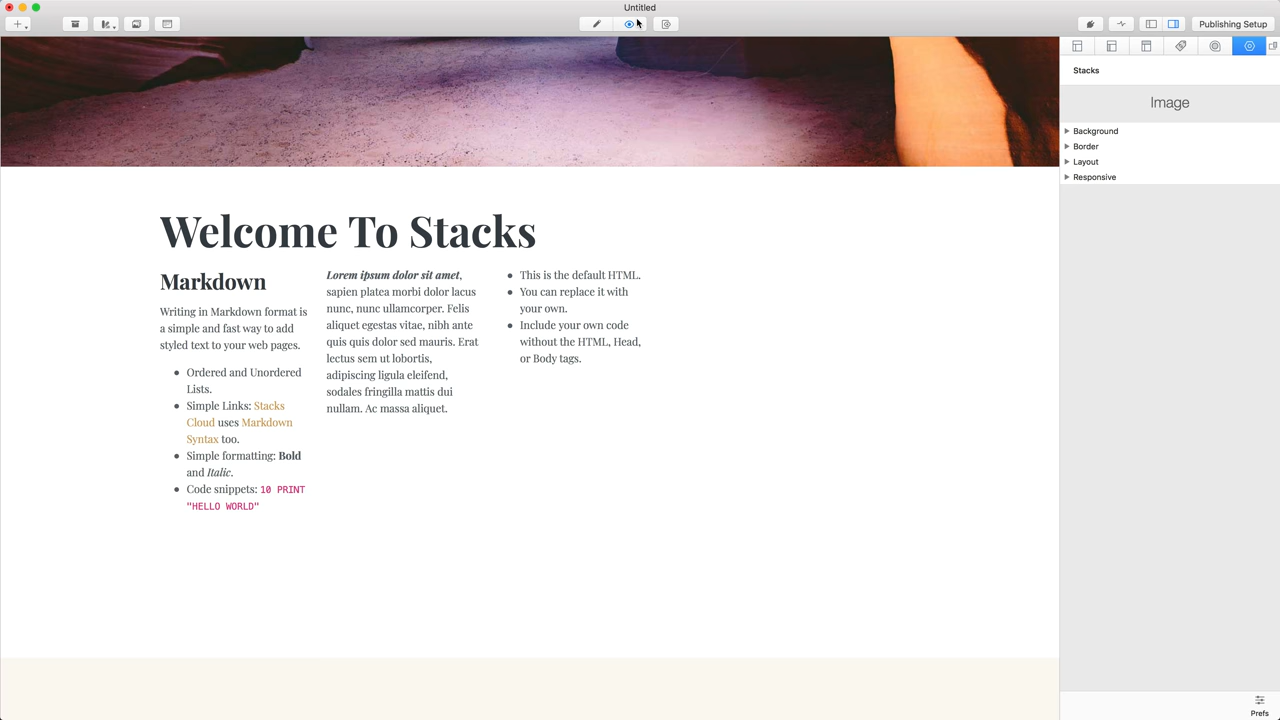 Untitled
Publishing Setup
Stacks
Image
Background
Border
Layout
Responsive
Welcome To Stacks
Markdown
Writing in Markdown format is
a simple and fast way to add
styled text to your web pages.
Ordered and Unordered
Lists.
Simple Links: Stacks
Cloud uses Markdown
Syntax too.
Simple formatting: Bold
and Italic.
Code snippets: 10 PRINT
"HELLO WORLD"
Lorem ipsum dolor sit amet,
sapien platea morbi dolor lacus
nunc, nunc ullamcorper. Felis
aliquet egestas vitae, nibh ante
quis quis dolor sed mauris. Erat
lectus sem ut lobortis,
adipiscing ligula eleifend,
sodales fringilla mattis dui
nullam. Ac massa aliquet.
This is the default HTML.
You can replace it with
your own.
Include your own code
without the HTML, Head,
or Body tags.
Prefs